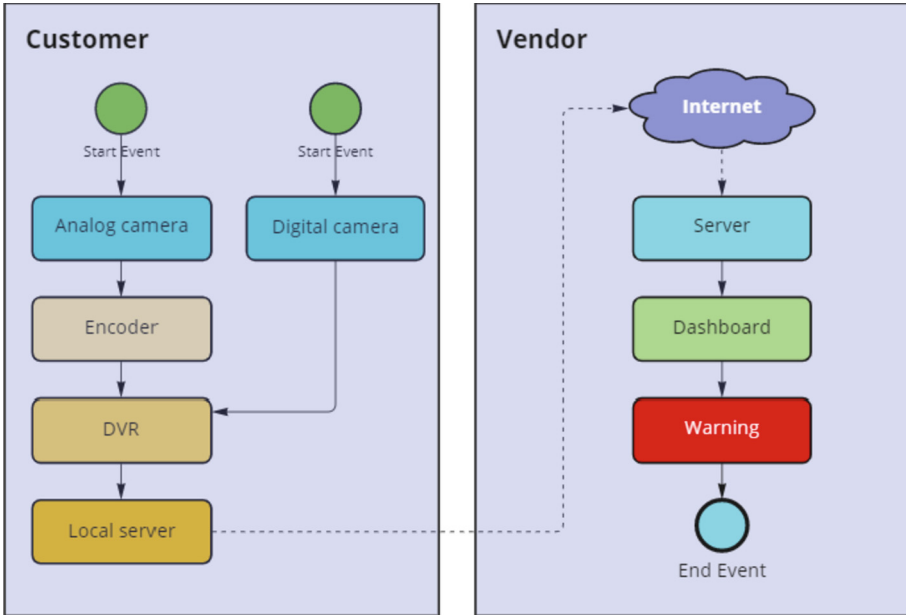 Customer
Start Event
Start Event
Analog camera
Digital camera
Encoder
DVR
Local server
Vendor
Internet
Server
Dashboard
Warning
End Event